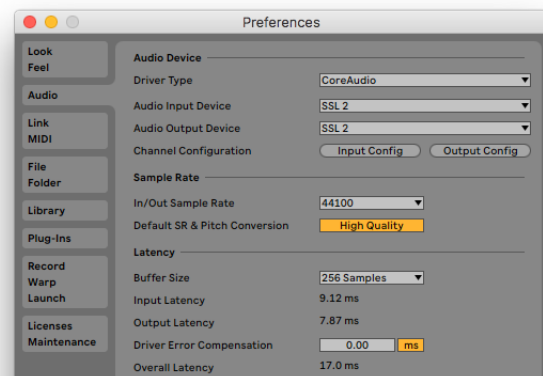 Preferences
Look
Feel
Audio
Link
MIDI
File
Folder
Library
Plug-Ins
Record
Warp
Launch
Licenses
Maintenance
Audio Device
Driver Type CoreAudio
Audio Input Device SSL 2
Audio Output Device SSL 2
Channel Configuration Input Config Output Config
Sample Rate
In/Out Sample Rate 44100
Default SR & Pitch Conversion High Quality
Latency
Buffer Size 256 Samples
Input Latency 9.12 ms
Output Latency 7.87 ms
Driver Error Compensation 0.00 ms
Overall Latency 17.0 ms